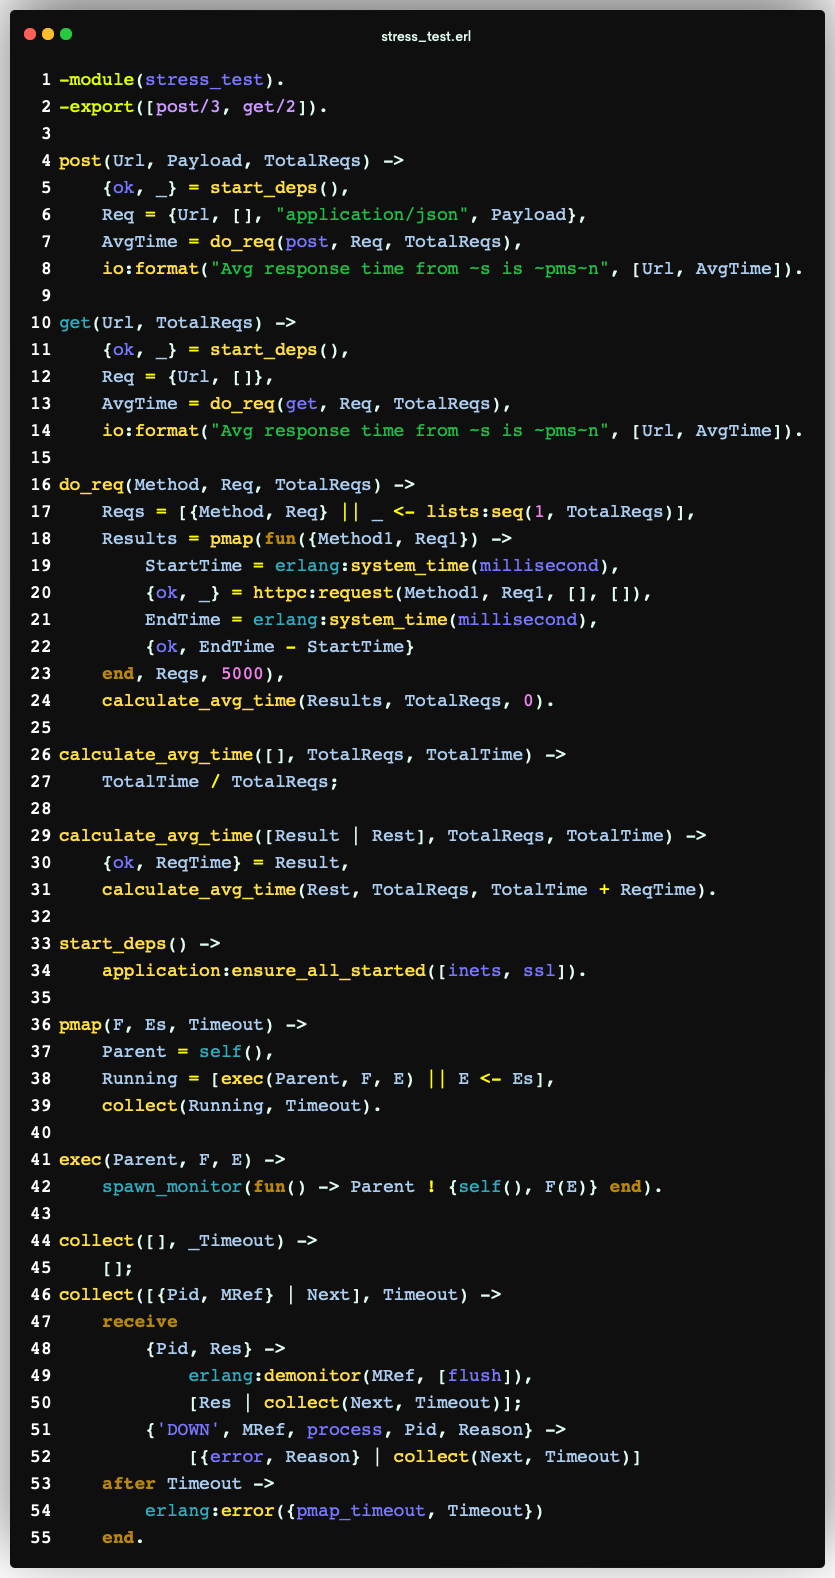 stress_test.erl
1 -module(stress_test).
2 -export([post/3, get/2]).
3
4 post(Url, Payload, TotalReqs) ->
5     {ok, _} = start_deps(),
6     Req = {Url, [], "application/json", Payload},
7     AvgTime = do_req(post, Req, TotalReqs),
8     io:format("Avg response time from ~s is ~pms~n", [Url, AvgTime]).
9
10 get(Url, TotalReqs) ->
11     {ok, _} = start_deps(),
12     Req = {Url, []},
13     AvgTime = do_req(get, Req, TotalReqs),
14     io:format("Avg response time from ~s is ~pms~n", [Url, AvgTime]).
15
16 do_req(Method, Req, TotalReqs) ->
17     Reqs = [{Method, Req} || _ <- lists:seq(1, TotalReqs)],
18     Results = pmap(fun({Method1, Req1}) ->
19         StartTime = erlang:system_time(millisecond),
20         {ok, _} = httpc:request(Method1, Req1, [], []),
21         EndTime = erlang:system_time(millisecond),
22         {ok, EndTime - StartTime}
23     end, Reqs, 5000),
24     calculate_avg_time(Results, TotalReqs, 0).
25
26 calculate_avg_time([], TotalReqs, TotalTime) ->
27     TotalTime / TotalReqs;
28
29 calculate_avg_time([Result | Rest], TotalReqs, TotalTime) ->
30     {ok, ReqTime} = Result,
31     calculate_avg_time(Rest, TotalReqs, TotalTime + ReqTime).
32
33 start_deps() ->
34     application:ensure_all_started([inets, ssl]).
35
36 pmap(F, Es, Timeout) ->
37     Parent = self(),
38     Running = [exec(Parent, F, E) || E <- Es],
39     collect(Running, Timeout).
40
41 exec(Parent, F, E) ->
42     spawn_monitor(fun() -> Parent ! {self(), F(E)} end).
43
44 collect([], _Timeout) ->
45     [];
46 collect([{Pid, MRef} | Next], Timeout) ->
47     receive
48         {Pid, Res} ->
49             erlang:demonitor(MRef, [flush]),
50             [Res | collect(Next, Timeout)];
51         {'DOWN', MRef, process, Pid, Reason} ->
52             [{error, Reason} | collect(Next, Timeout)]
53     after Timeout ->
54         erlang:error({pmap_timeout, Timeout})
55     end.